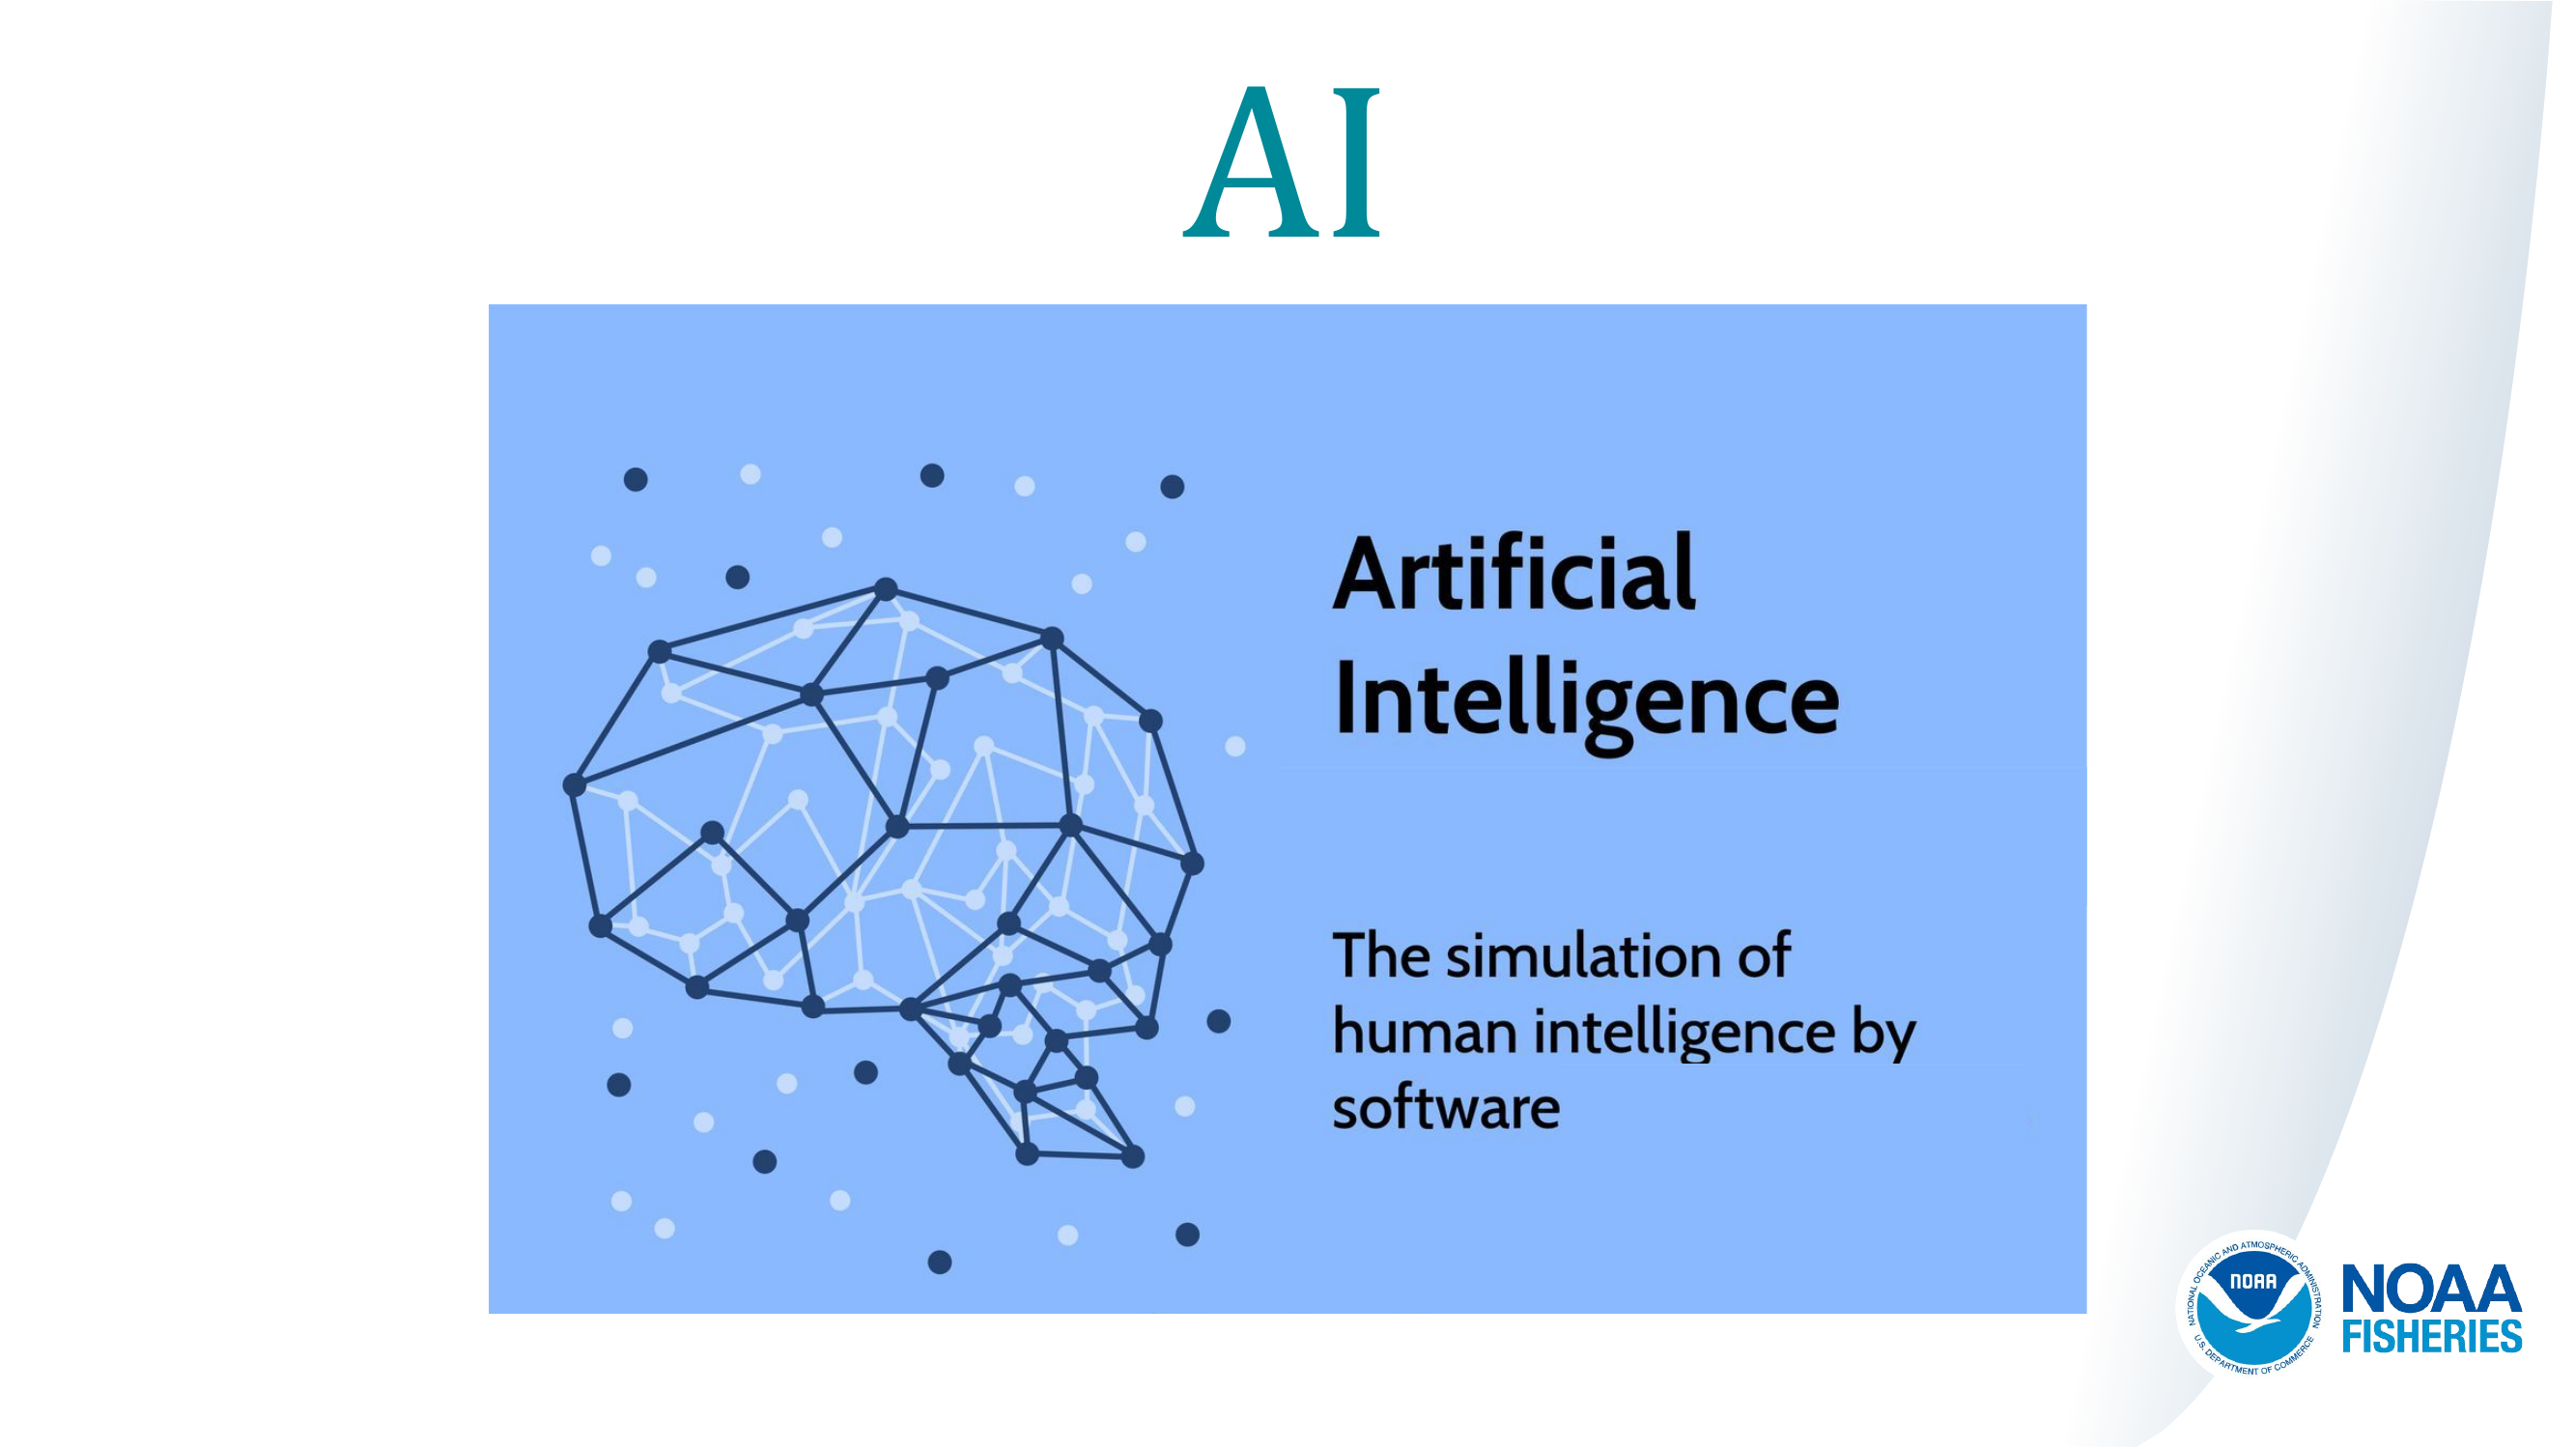 AI
Artificial
Intelligence
The simulation of
human intelligence by
software
NATIONAL OCEANIC AND ATMOSPHERIC ADMINISTRATION
NOAA
U.S. DEPARTMENT OF COMMERCE
NOAA
FISHERIES